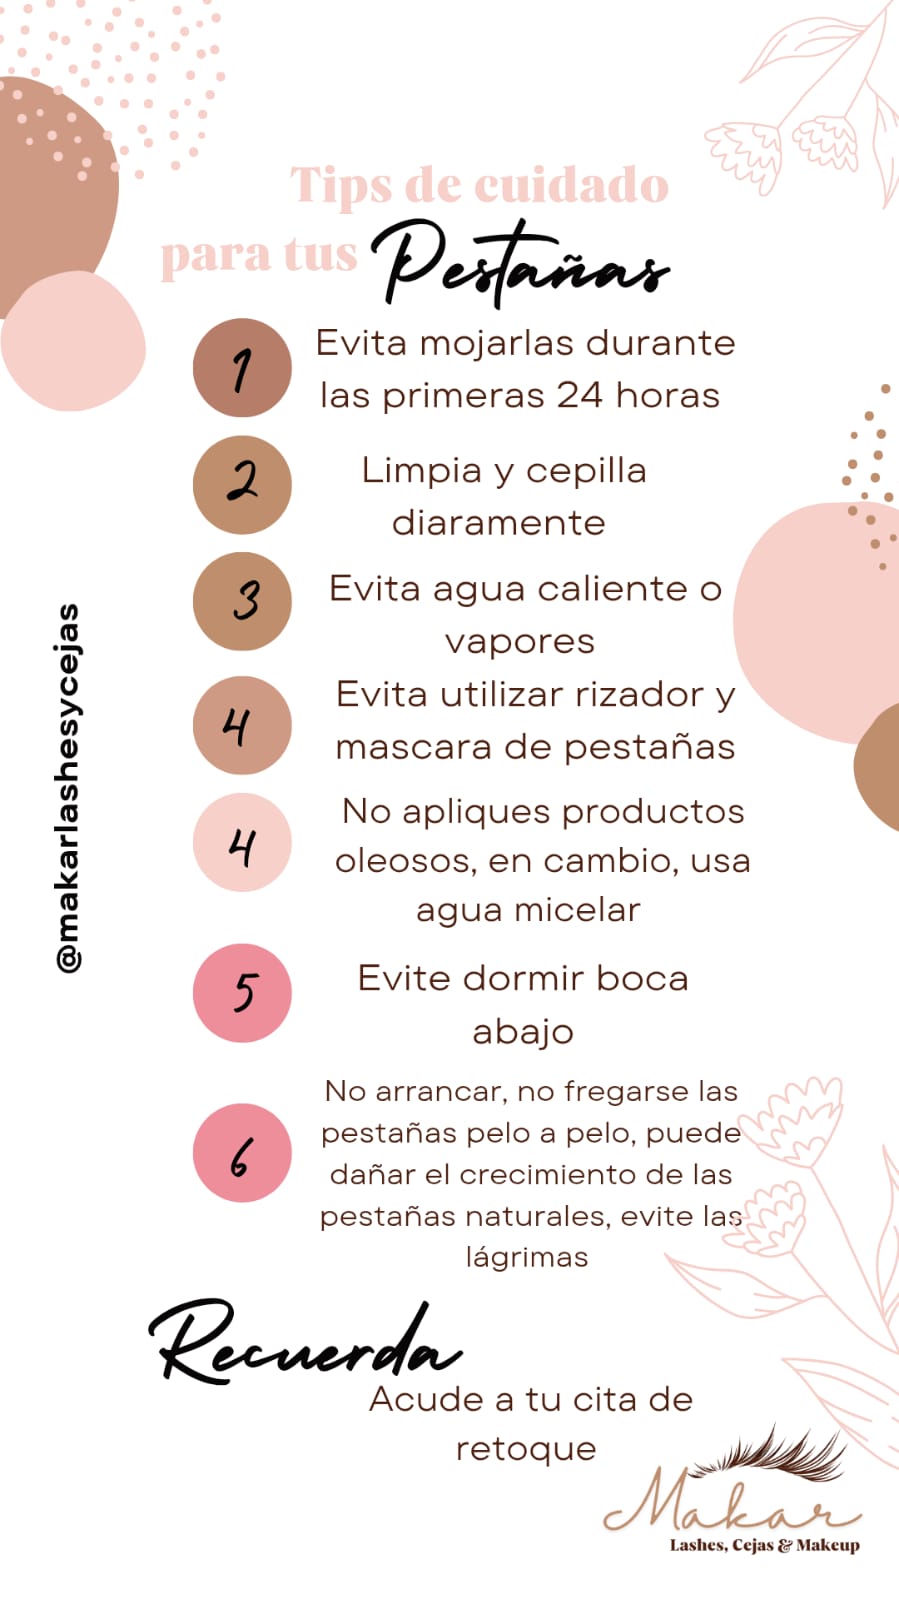 Tips de cuidado
para tus Pestañas
1
Evita mojarlas durante
las primeras 24 horas
2
Limpia y cepilla
diaramente
3
Evita agua caliente o
vapores
4
Evita utilizar rizador y
mascara de pestañas
4
No apliques productos
oleosos, en cambio, usa
agua micelar
5
Evite dormir boca
abajo
6
No arrancar, no fregarse las
pestañas pelo a pelo, puede
dañar el crecimiento de las
pestañas naturales, evite las
lágrimas
Recuerda
Acude a tu cita de
retoque
Makar
Lashes, Cejas & Makeup
@makarlashesycejas